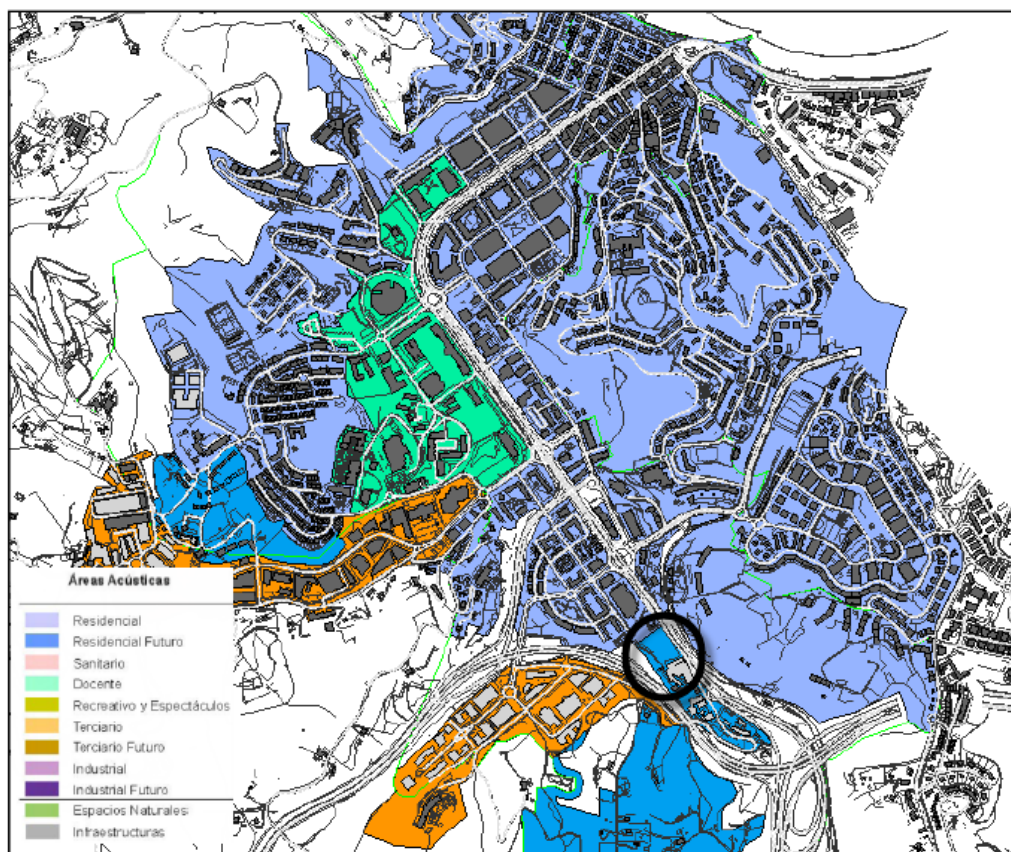 Áreas Acústicas
Residencial
Residencial Futuro
Sanitario
Docente
Recreativo y Espectáculos
Terciario
Terciario Futuro
Industrial
Industrial Futuro
Espacios Naturales
Infraestructuras